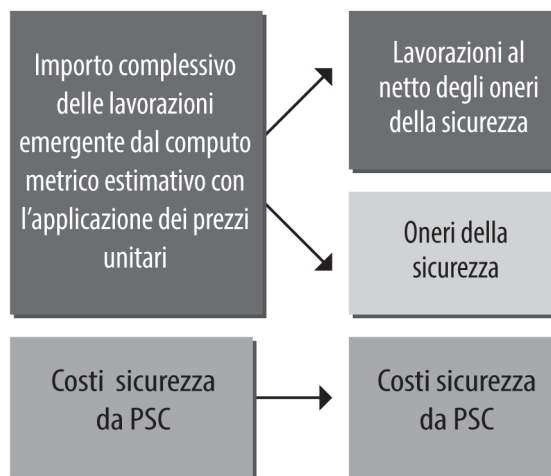 Importo complessivo
delle lavorazioni
emergente dal computo
metrico estimativo con
l'applicazione dei prezzi
unitari
Lavorazioni al
netto degli oneri
della sicurezza
Oneri della
sicurezza
Costi sicurezza
da PSC
Costi sicurezza
da PSC